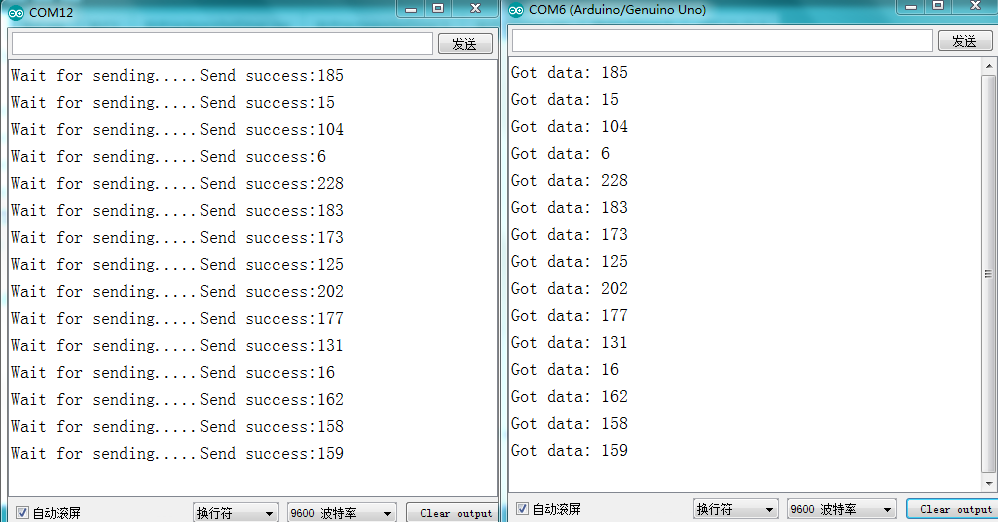 COM12
发送
Wait for sending.....Send success:185
Wait for sending.....Send success:15
Wait for sending.....Send success:104
Wait for sending.....Send success:6
Wait for sending.....Send success:228
Wait for sending.....Send success:183
Wait for sending.....Send success:173
Wait for sending.....Send success:125
Wait for sending.....Send success:202
Wait for sending.....Send success:177
Wait for sending.....Send success:131
Wait for sending.....Send success:16
Wait for sending.....Send success:162
Wait for sending.....Send success:158
Wait for sending.....Send success:159
自动滚屏 换行符 9600 波特率 Clear output
COM6 (Arduino/Genuino Uno)
发送
Got data: 185
Got data: 15
Got data: 104
Got data: 6
Got data: 228
Got data: 183
Got data: 173
Got data: 125
Got data: 202
Got data: 177
Got data: 131
Got data: 16
Got data: 162
Got data: 158
Got data: 159
自动滚屏 换行符 9600 波特率 Clear output